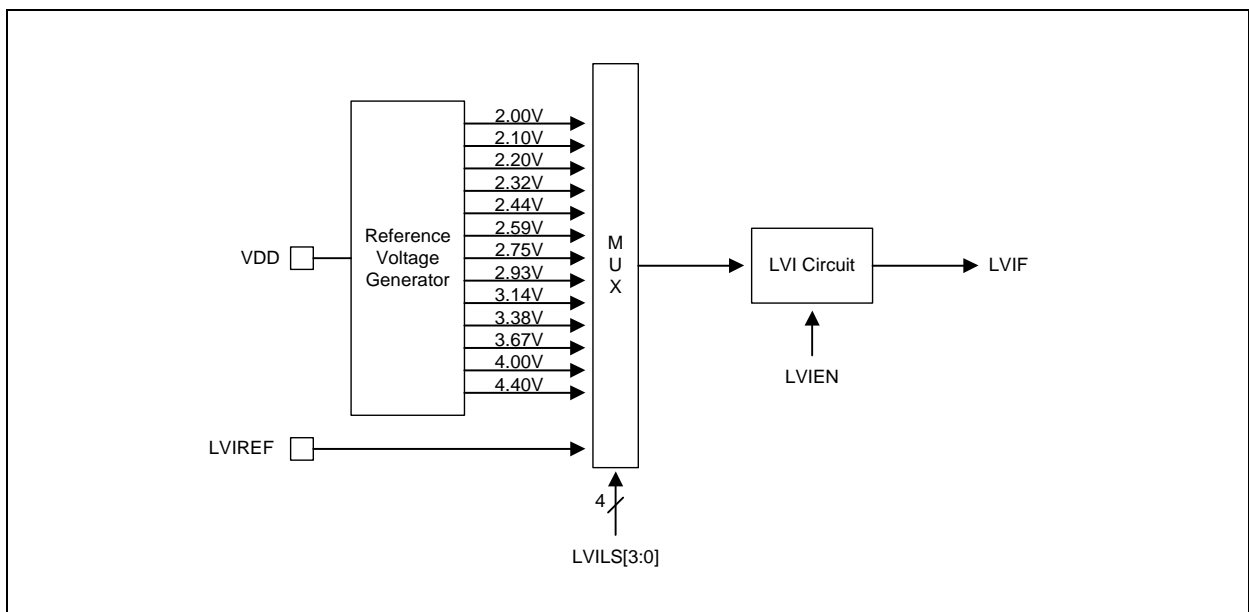 2.00V
2.10V
2.20V
2.32V
2.44V
2.59V
2.75V
2.93V
3.14V
3.38V
3.67V
4.00V
4.40V
VDD
Reference
Voltage
Generator
M
U
X
LVI Circuit
LVIF
LVIEN
LVIREF
4
LVILS[3:0]